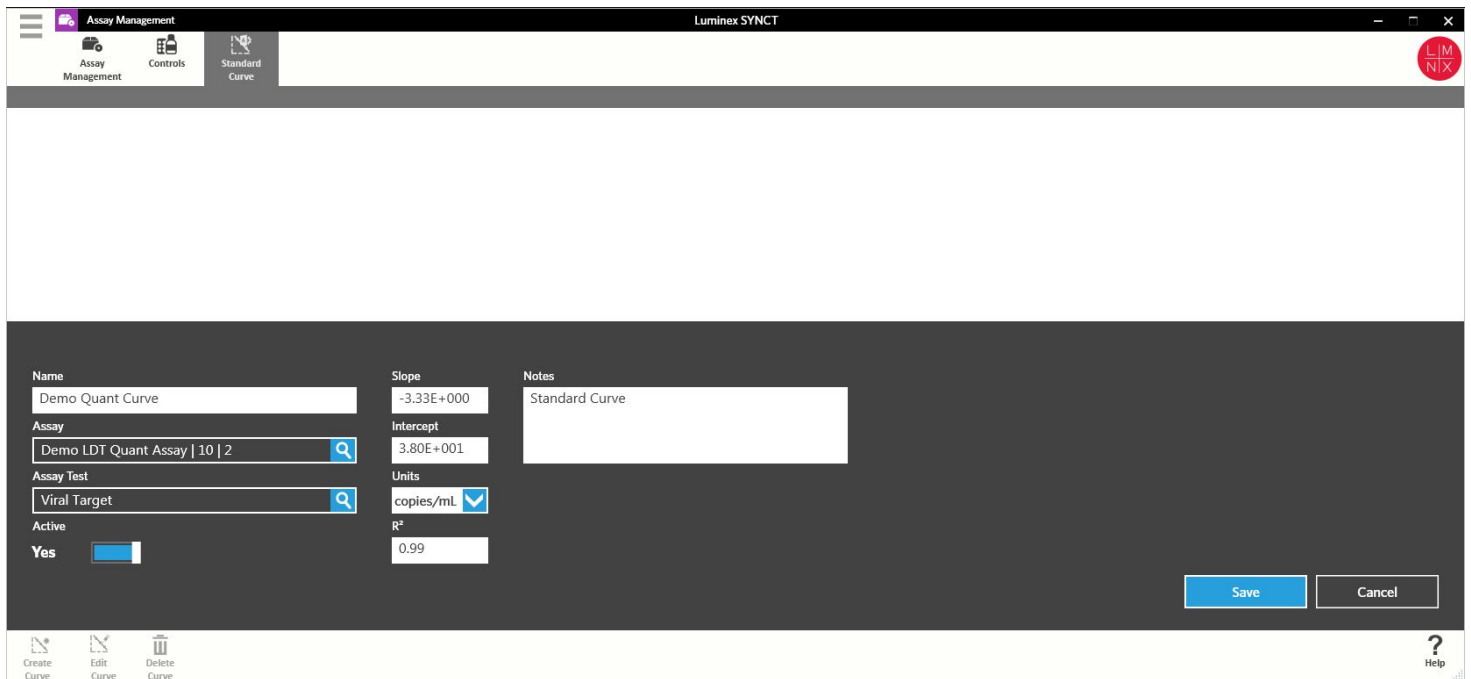 Assay Management
Luminex SYNCT
Assay
Management
Controls
Standard
Curve
L M
N X
Name
Demo Quant Curve
Slope
-3.33E+000
Notes
Standard Curve
Assay
Demo LDT Quant Assay | 10 | 2
Intercept
3.80E+001
Assay Test
Viral Target
Units
copies/mL
Active
Yes
R²
0.99
Save
Cancel
Create
Curve
Edit
Curve
Delete
Curve
?
Help